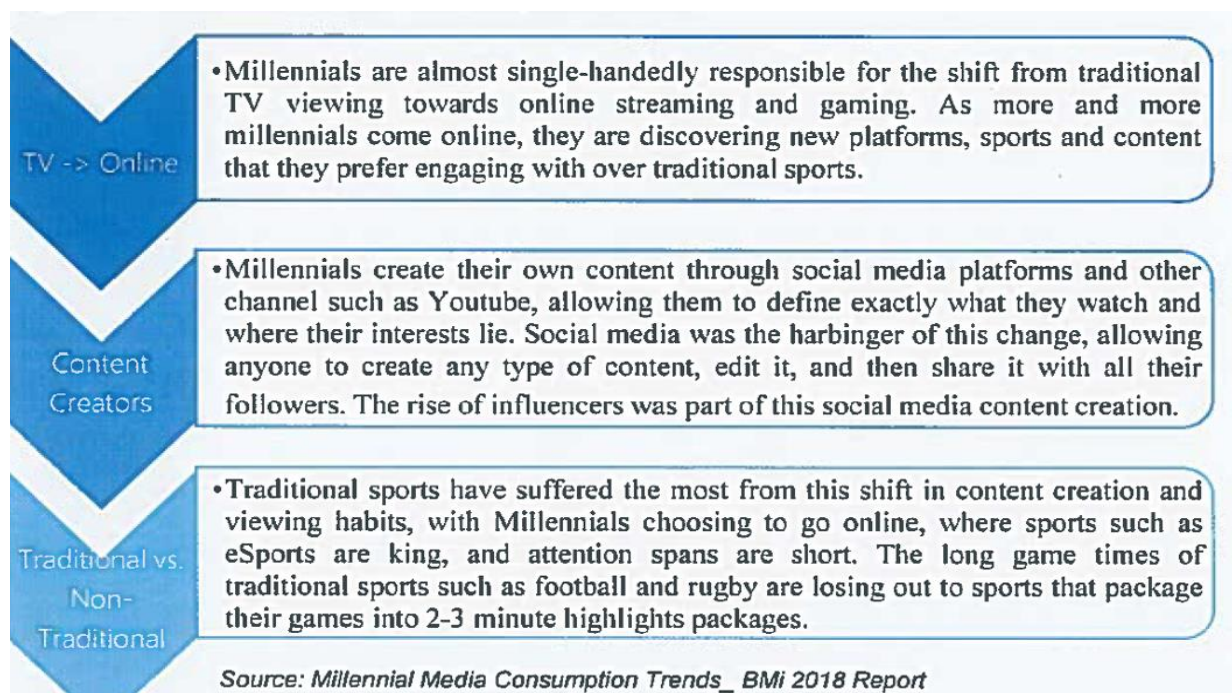 TV -> Online
•Millennials are almost single-handedly responsible for the shift from traditional
TV viewing towards online streaming and gaming. As more and more
millennials come online, they are discovering new platforms, sports and content
that they prefer engaging with over traditional sports.
Content
Creators
•Millennials create their own content through social media platforms and other
channel such as Youtube, allowing them to define exactly what they watch and
where their interests lie. Social media was the harbinger of this change, allowing
anyone to create any type of content, edit it, and then share it with all their
followers. The rise of influencers was part of this social media content creation.
Traditional vs.
Non-
Traditional
•Traditional sports have suffered the most from this shift in content creation and
viewing habits, with Millennials choosing to go online, where sports such as
eSports are king, and attention spans are short. The long game times of
traditional sports such as football and rugby are losing out to sports that package
their games into 2-3 minute highlights packages.
Source: Millennial Media Consumption Trends_ BMi 2018 Report